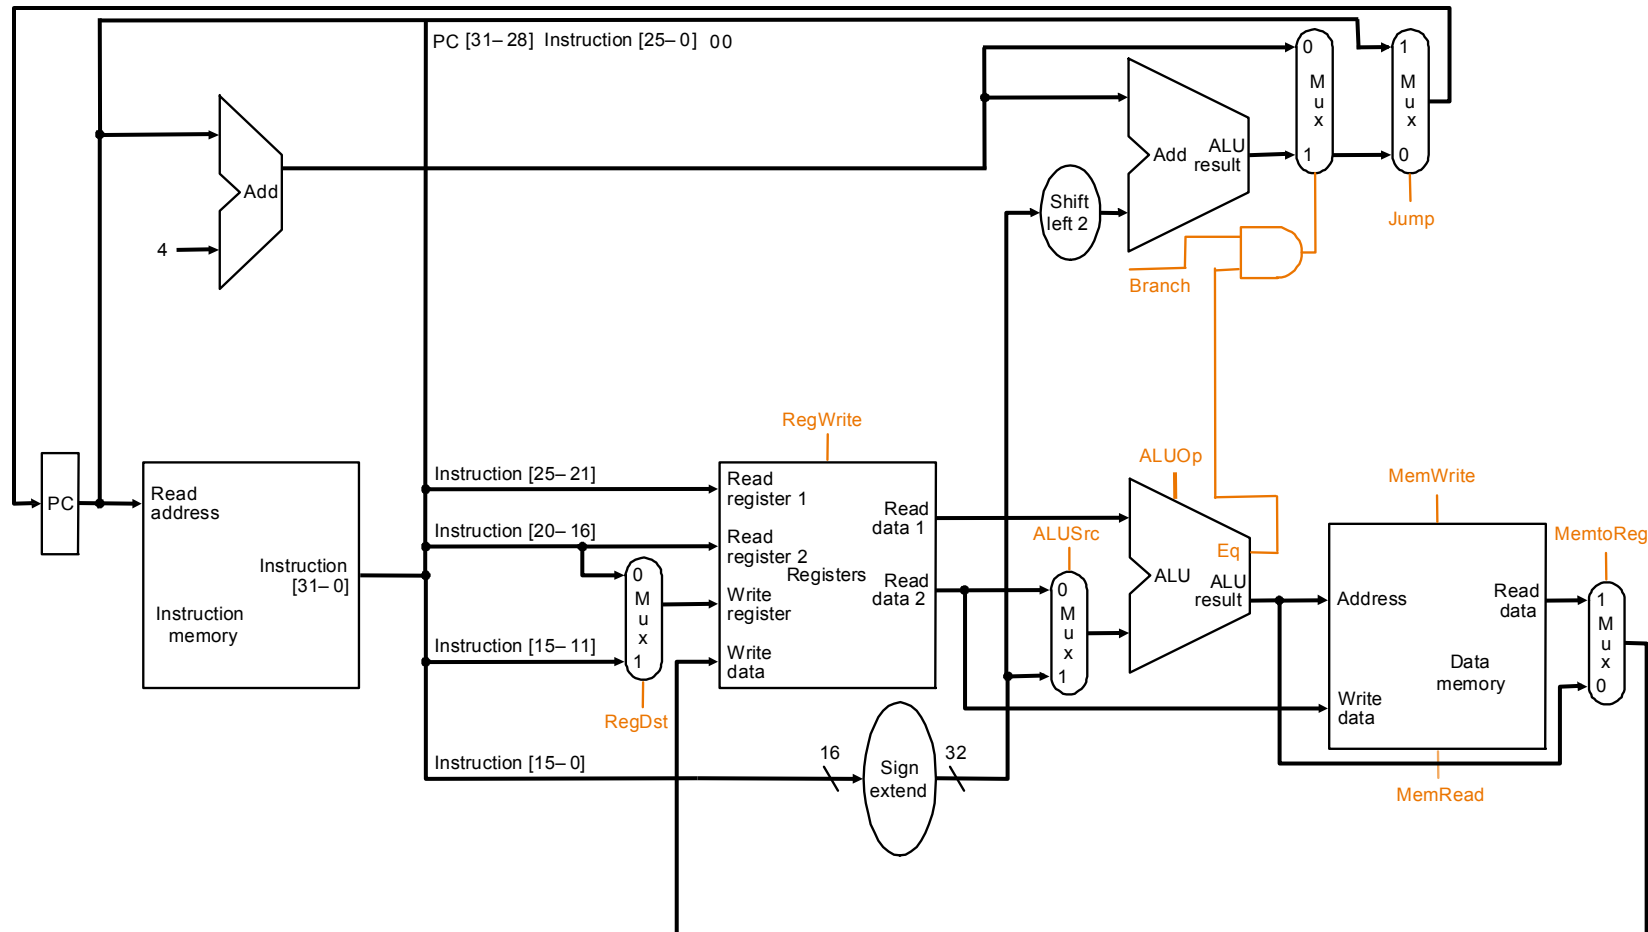 PC [31–28] Instruction [25–0] 00
0
M
u
x
1
1
M
u
x
0
Add
ALU
result
Add
Shift
left 2
Jump
4
Branch
RegWrite
ALUOp
MemWrite
PC
Read
address
Instruction
[31–0]
Instruction
memory
Instruction [25–21]
Instruction [20–16]
Instruction [15–11]
Instruction [15–0]
0
M
u
x
1
RegDst
Read
register 1
Read
register 2
Write
register
Write
data
Registers
Read
data 1
Read
data 2
ALUSrc
0
M
u
x
1
Eq
ALU
ALU
result
Address
Write
data
Read
data
Data
memory
MemtoReg
1
M
u
x
0
16
Sign
extend
32
MemRead